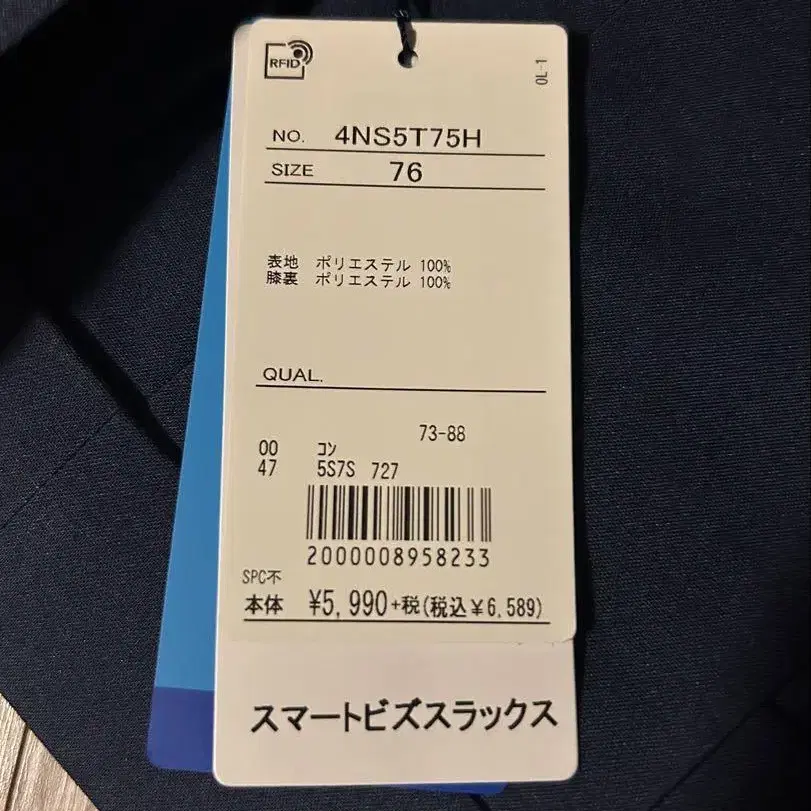 RFID
0L-1
NO. 4NS5T75H
SIZE 76
表地 ポリエステル 100%
膝裏 ポリエステル 100%
QUAL.
73-88
00 コン
47 5S7S 727
2000008958233
SPC不
本体 ¥5,990+税(税込¥6,589)
スマートビズスラックス